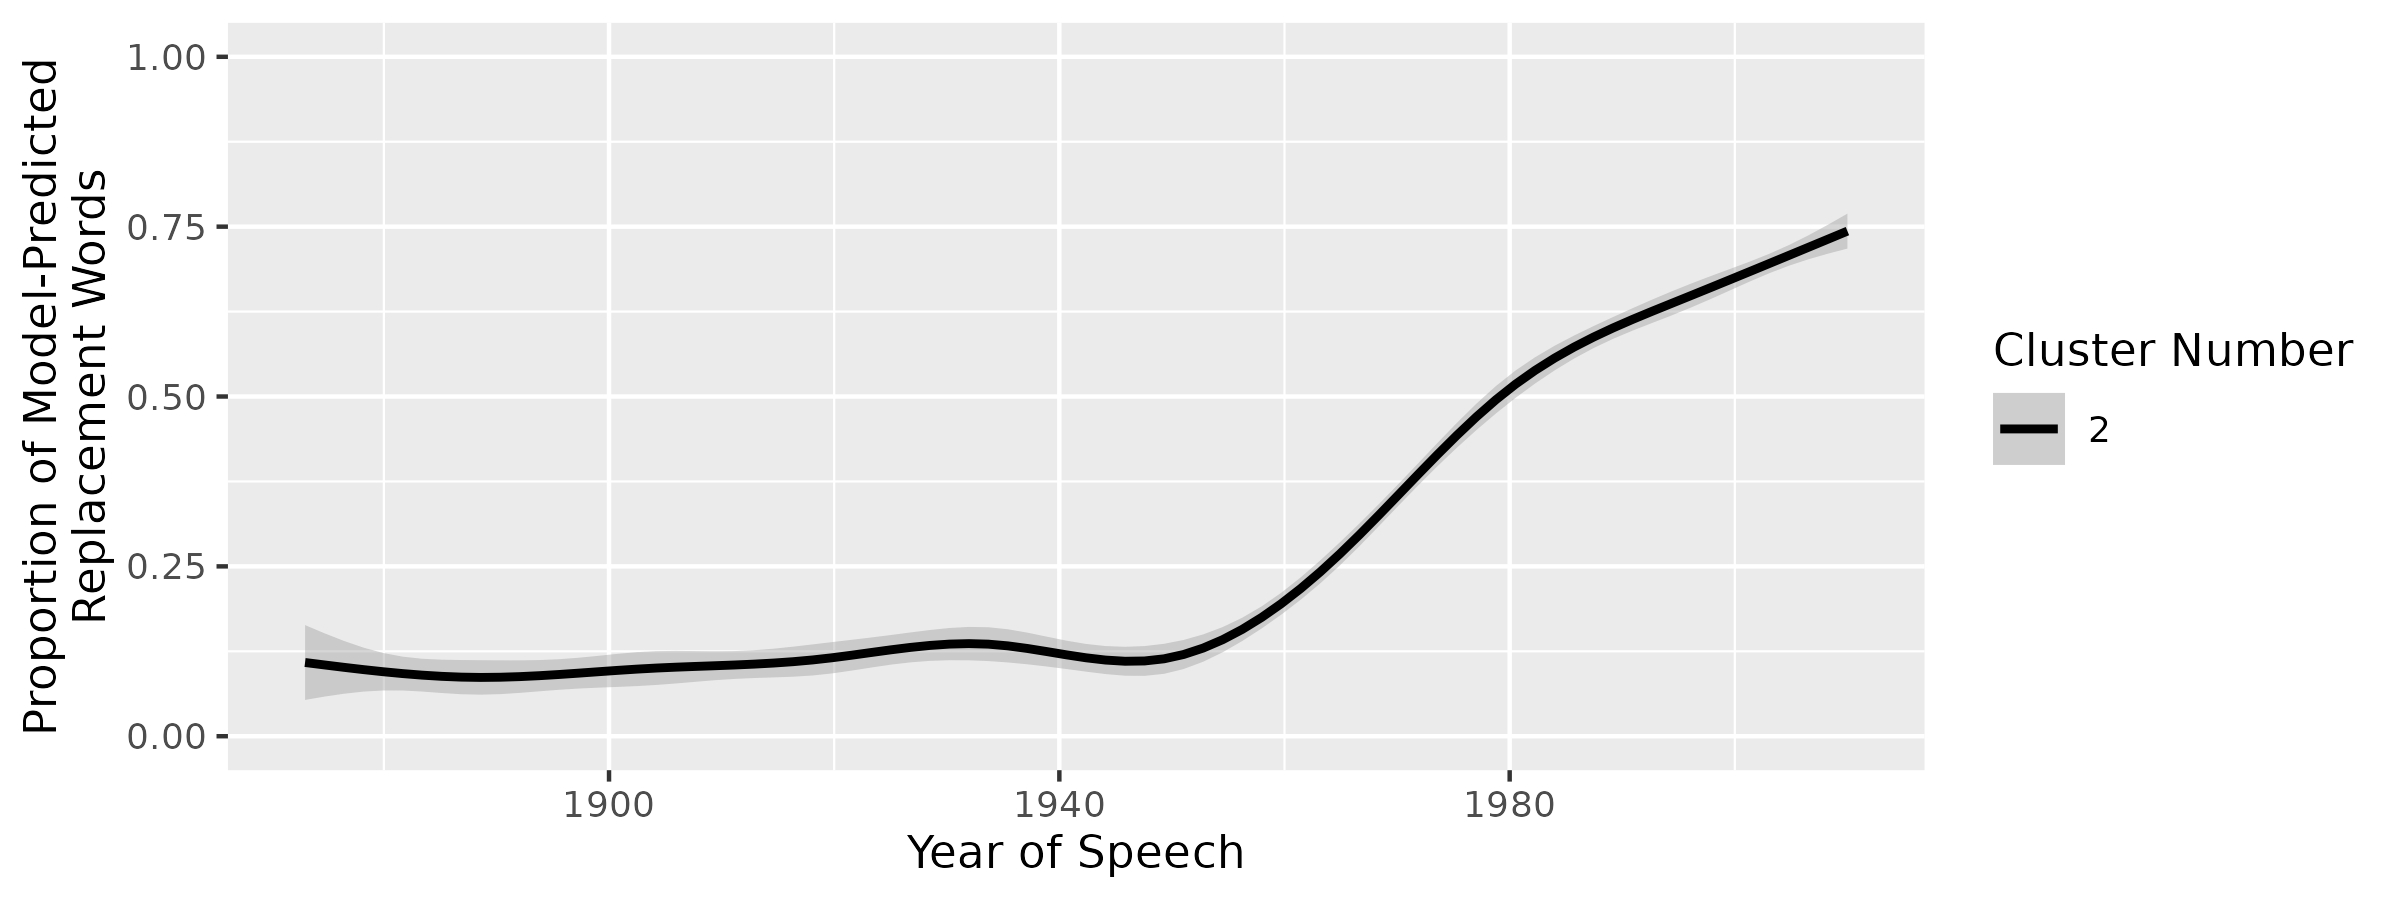 Proportion of Model-Predicted
Replacement Words
1.00
0.75
0.50
0.25
0.00
1900
1940
1980
Year of Speech
Cluster Number
2